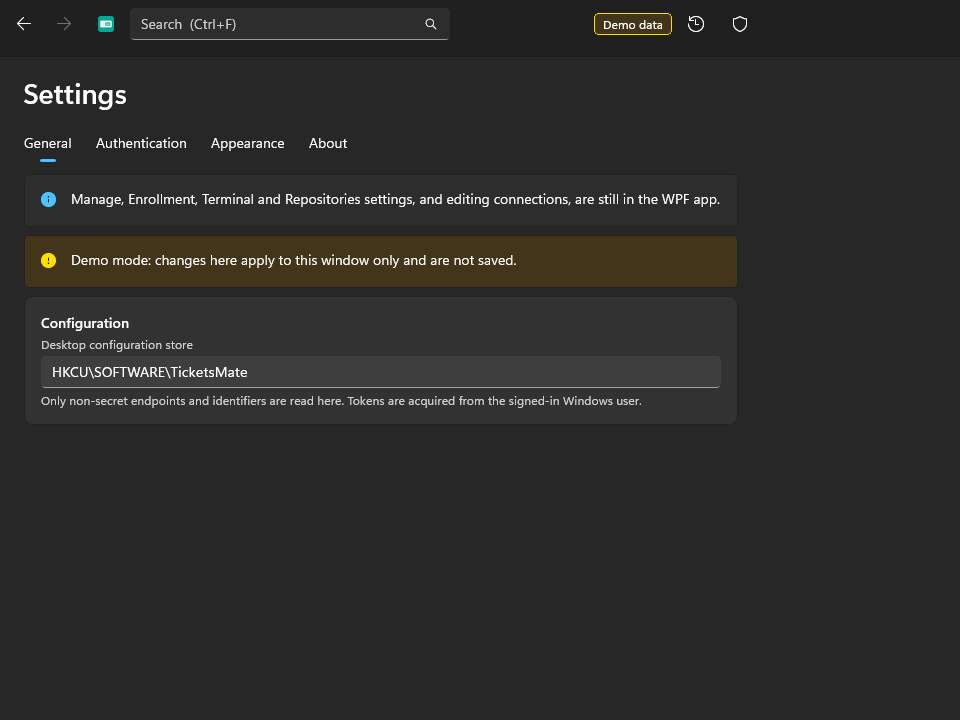 Search (Ctrl+F)
Demo data
Settings
General
Authentication
Appearance
About
Manage, Enrollment, Terminal and Repositories settings, and editing connections, are still in the WPF app.
Demo mode: changes here apply to this window only and are not saved.
Configuration
Desktop configuration store
HKCU\SOFTWARE\TicketsMate
Only non-secret endpoints and identifiers are read here. Tokens are acquired from the signed-in Windows user.